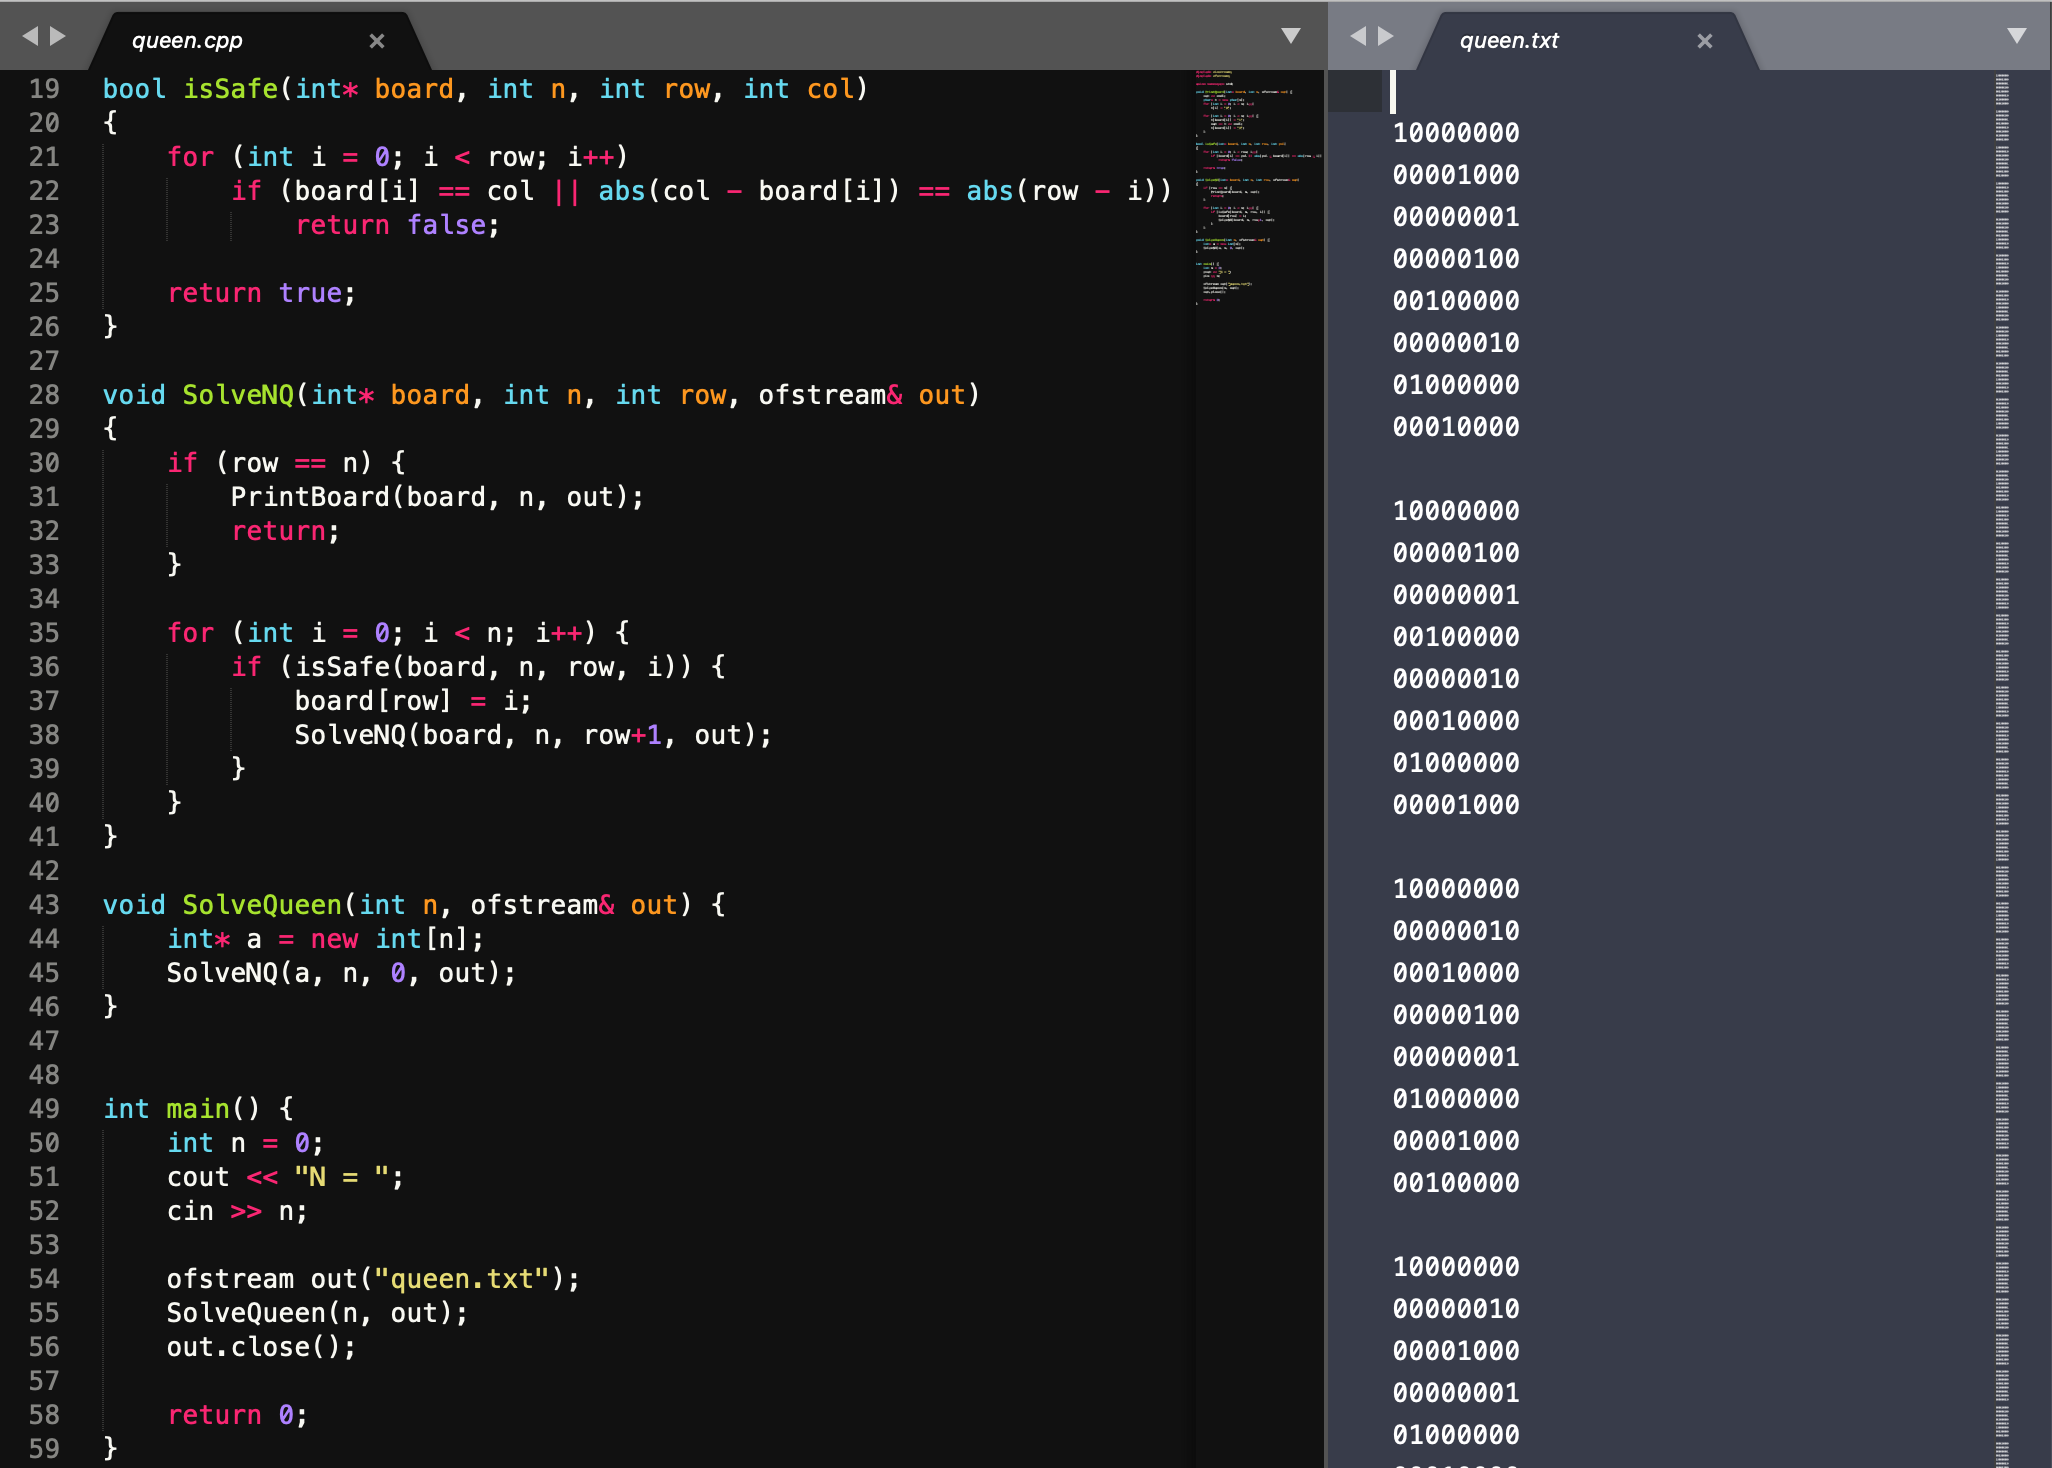 queen.cpp ×
19 bool isSafe(int* board, int n, int row, int col)
20 {
21     for (int i = 0; i < row; i++)
22         if (board[i] == col || abs(col - board[i]) == abs(row - i))
23             return false;
24
25     return true;
26 }
27
28 void SolveNQ(int* board, int n, int row, ofstream& out)
29 {
30     if (row == n) {
31         PrintBoard(board, n, out);
32         return;
33     }
34
35     for (int i = 0; i < n; i++) {
36         if (isSafe(board, n, row, i)) {
37             board[row] = i;
38             SolveNQ(board, n, row+1, out);
39         }
40     }
41 }
42
43 void SolveQueen(int n, ofstream& out) {
44     int* a = new int[n];
45     SolveNQ(a, n, 0, out);
46 }
47
48
49 int main() {
50     int n = 0;
51     cout << "N = ";
52     cin >> n;
53
54     ofstream out("queen.txt");
55     SolveQueen(n, out);
56     out.close();
57
58     return 0;
59 }
queen.txt ×
10000000
00001000
00000001
00000100
00100000
00000010
01000000
00010000

10000000
00000100
00000001
00100000
00000010
00010000
01000000
00001000

10000000
00000010
00010000
00000100
00000001
01000000
00001000
00100000

10000000
00000010
00001000
00000001
01000000